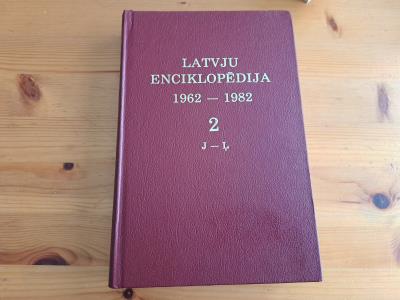 LATVJU
ENCIKLOPĒDIJA
1962 — 1982
2
J — Ļ